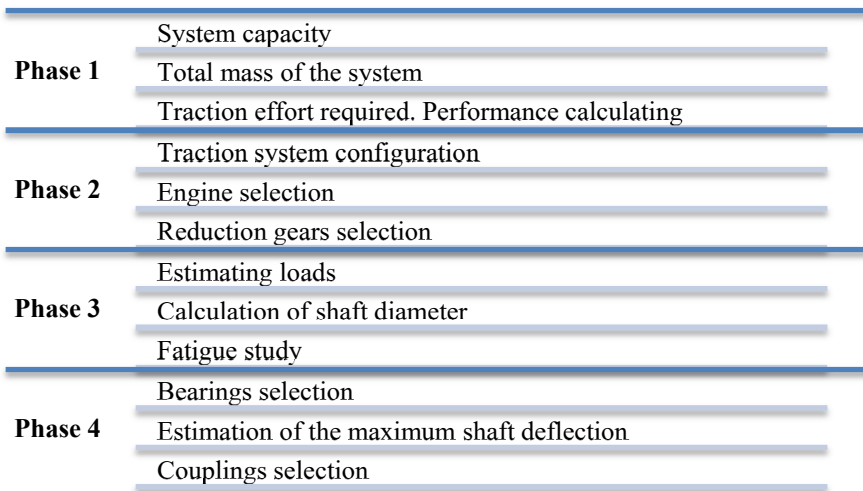 System capacity
Phase 1
Total mass of the system
Traction effort required. Performance calculating
Traction system configuration
Phase 2
Engine selection
Reduction gears selection
Estimating loads
Phase 3
Calculation of shaft diameter
Fatigue study
Bearings selection
Phase 4
Estimation of the maximum shaft deflection
Couplings selection